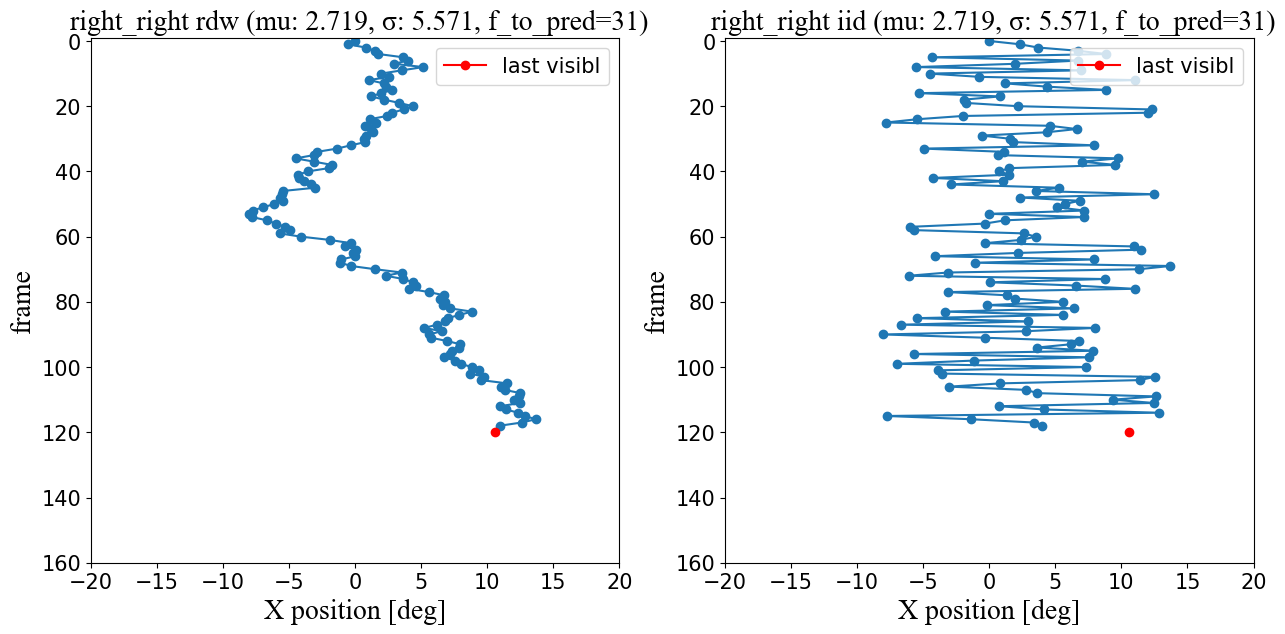 right_right rdw (mu: 2.719, σ: 5.571, f_to_pred=31)
last visibl
0
20
40
60
80
100
120
140
160
frame
−20 −15 −10 −5 0 5 10 15 20
X position [deg]
right_right iid (mu: 2.719, σ: 5.571, f_to_pred=31)
last visibl
0
20
40
60
80
100
120
140
160
frame
−20 −15 −10 −5 0 5 10 15 20
X position [deg]